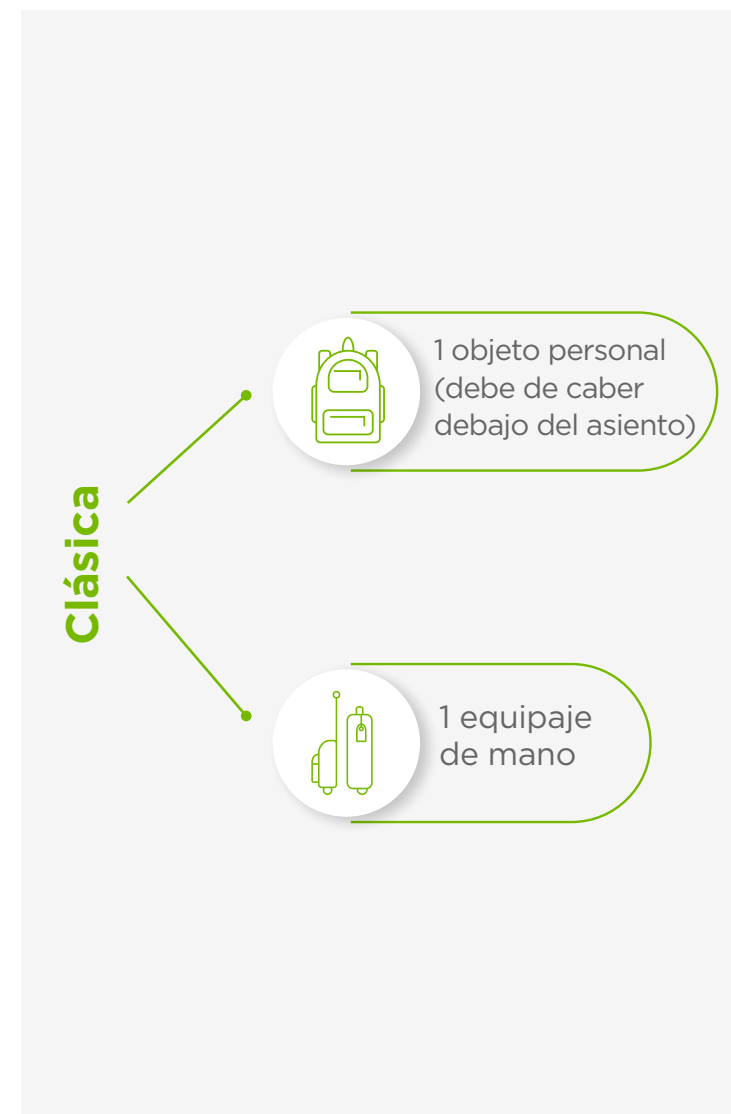 Clásica
1 objeto personal
(debe de caber
debajo del asiento)
1 equipaje
de mano